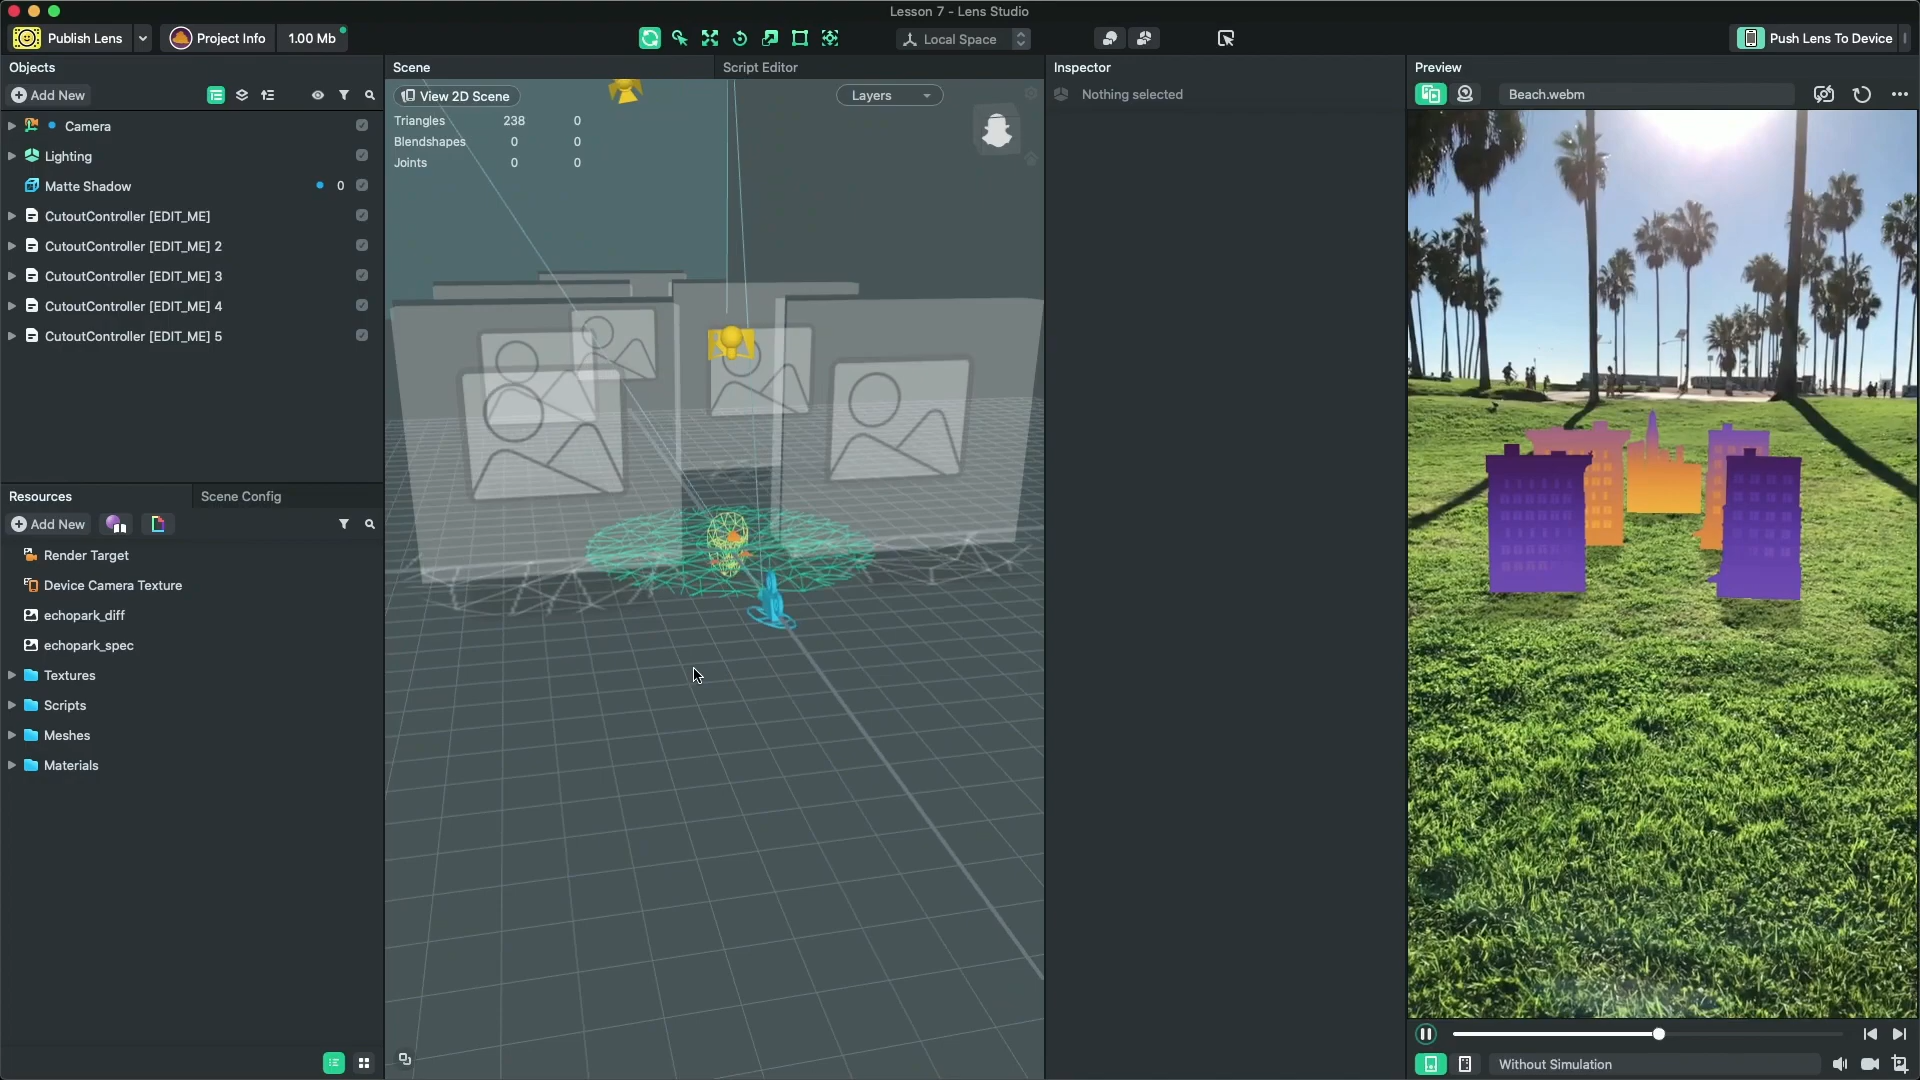 Lesson 7 - Lens Studio
Publish Lens
Project Info
1.00 Mb
Local Space
Push Lens To Device
Objects
Add New
Camera
Lighting
Matte Shadow
0
CutoutController [EDIT_ME]
CutoutController [EDIT_ME] 2
CutoutController [EDIT_ME] 3
CutoutController [EDIT_ME] 4
CutoutController [EDIT_ME] 5
Resources
Scene Config
Add New
Render Target
Device Camera Texture
echopark_diff
echopark_spec
Textures
Scripts
Meshes
Materials
Scene
Script Editor
View 2D Scene
Layers
Triangles 238 0
Blendshapes 0 0
Joints 0 0
Inspector
Nothing selected
Preview
Beach.webm
Without Simulation